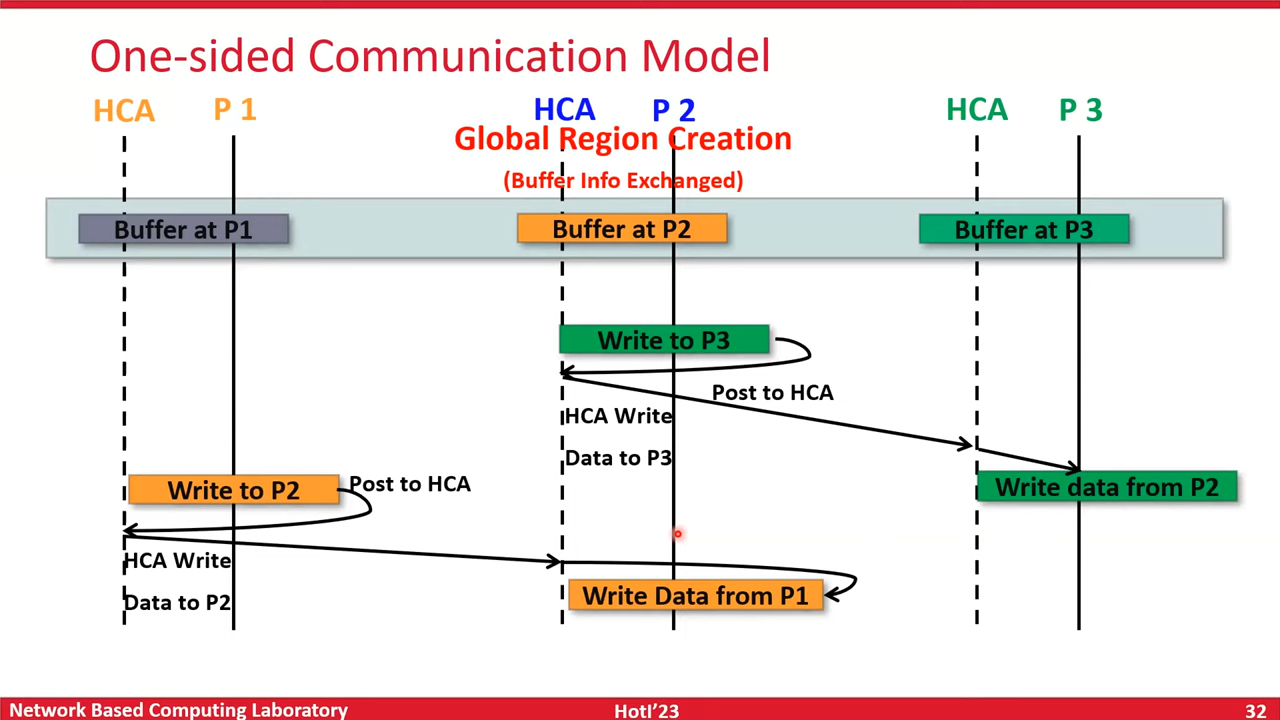 One-sided Communication Model
HCA P 1 HCA P 2 HCA P 3
Global Region Creation
(Buffer Info Exchanged)
Buffer at P1 Buffer at P2 Buffer at P3
Write to P3
Post to HCA
HCA Write
Data to P3
Write to P2 Post to HCA
Write data from P2
HCA Write
Data to P2
Write Data from P1
Network Based Computing Laboratory HotI'23 32